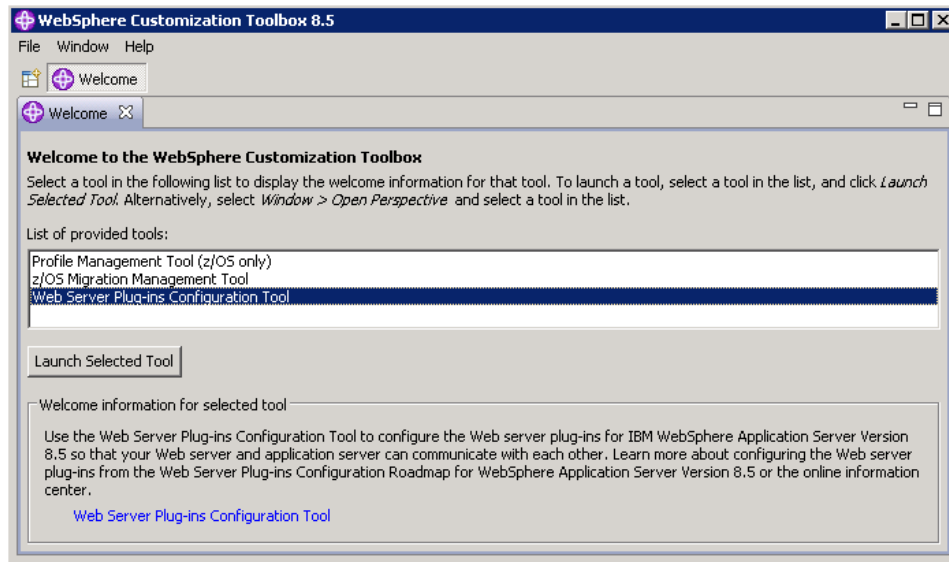 WebSphere Customization Toolbox 8.5
File Window Help
Welcome
Welcome
Welcome to the WebSphere Customization Toolbox
Select a tool in the following list to display the welcome information for that tool. To launch a tool, select a tool in the list, and click Launch
Selected Tool. Alternatively, select Window > Open Perspective and select a tool in the list.
List of provided tools:
Profile Management Tool (z/OS only)
z/OS Migration Management Tool
Web Server Plug-ins Configuration Tool
Launch Selected Tool
Welcome information for selected tool
Use the Web Server Plug-ins Configuration Tool to configure the Web server plug-ins for IBM WebSphere Application Server Version
8.5 so that your Web server and application server can communicate with each other. Learn more about configuring the Web server
plug-ins from the Web Server Plug-ins Configuration Roadmap for WebSphere Application Server Version 8.5 or the online information
center.
Web Server Plug-ins Configuration Tool